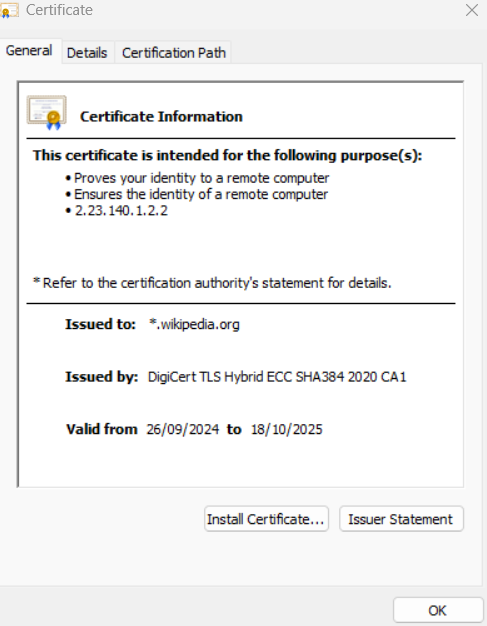 Certificate
General Details Certification Path
Certificate Information
This certificate is intended for the following purpose(s):
• Proves your identity to a remote computer
• Ensures the identity of a remote computer
• 2.23.140.1.2.2
* Refer to the certification authority's statement for details.
Issued to: *.wikipedia.org
Issued by: DigiCert TLS Hybrid ECC SHA384 2020 CA1
Valid from 26/09/2024 to 18/10/2025
Install Certificate... Issuer Statement
OK